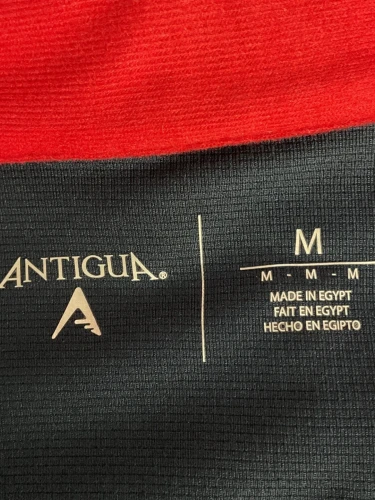 ANTIGUA®
M
M - M - M
MADE IN EGYPT
FAIT EN EGYPT
HECHO EN EGIPTO